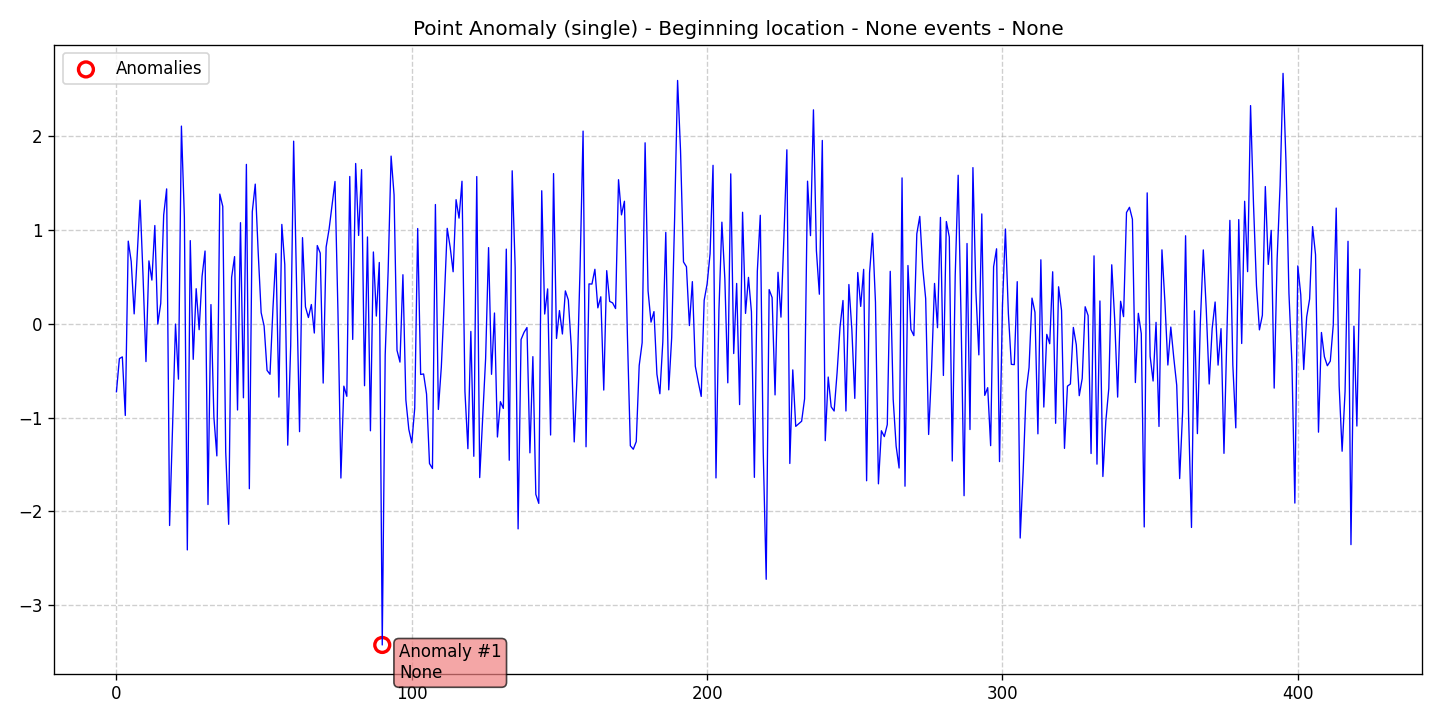 Point Anomaly (single) - Beginning location - None events - None
Anomalies
2
1
0
−1
−2
−3
Anomaly #1
None
0
100
200
300
400